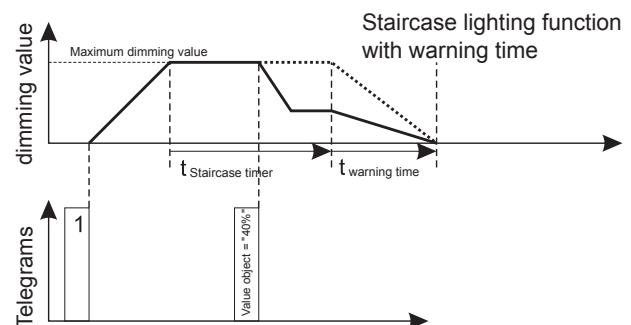 Staircase lighting function
with warning time
dimming value
Maximum dimming value
t Staircase timer
t warning time
Telegrams
1
Value object = "40%"